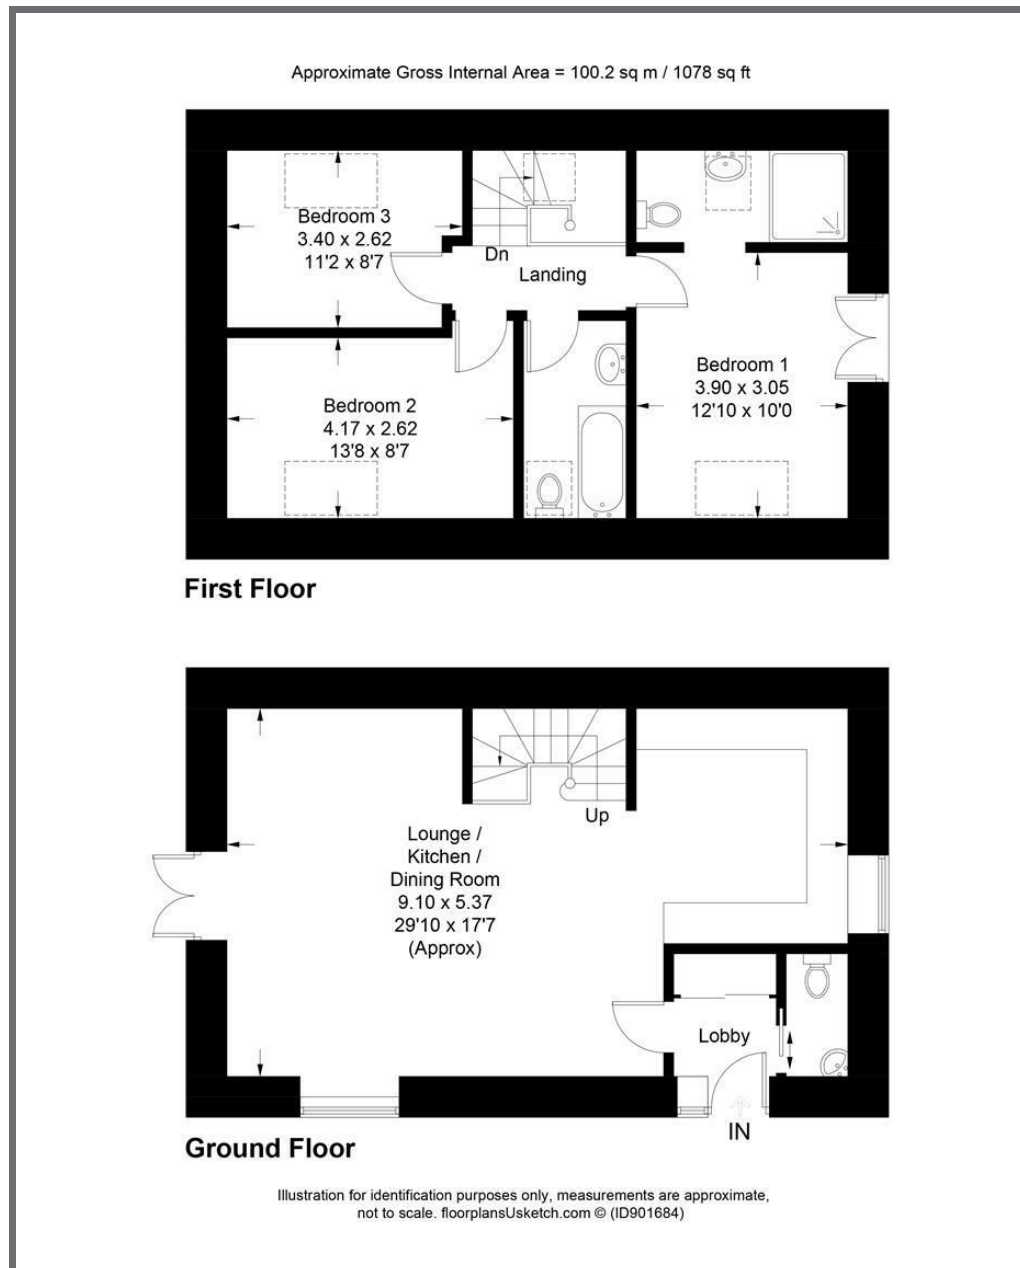 Approximate Gross Internal Area = 100.2 sq m / 1078 sq ft
Bedroom 3
3.40 x 2.62
11'2 x 8'7
Dn
Landing
Bedroom 1
3.90 x 3.05
12'10 x 10'0
Bedroom 2
4.17 x 2.62
13'8 x 8'7
First Floor
Up
Lounge /
Kitchen /
Dining Room
9.10 x 5.37
29'10 x 17'7
(Approx)
Lobby
IN
Ground Floor
Illustration for identification purposes only, measurements are approximate,
not to scale. floorplansUsketch.com © (ID901684)